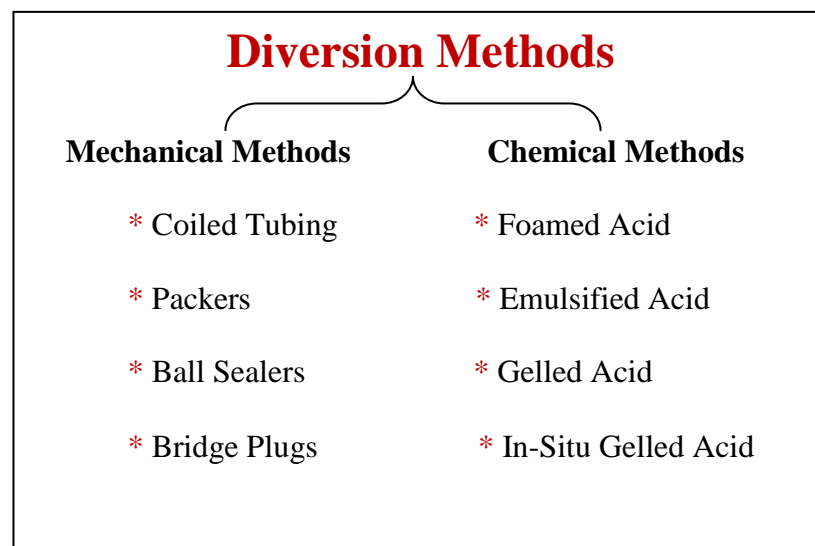 Diversion Methods
Mechanical Methods
* Coiled Tubing
* Packers
* Ball Sealers
* Bridge Plugs
Chemical Methods
* Foamed Acid
* Emulsified Acid
* Gelled Acid
* In-Situ Gelled Acid